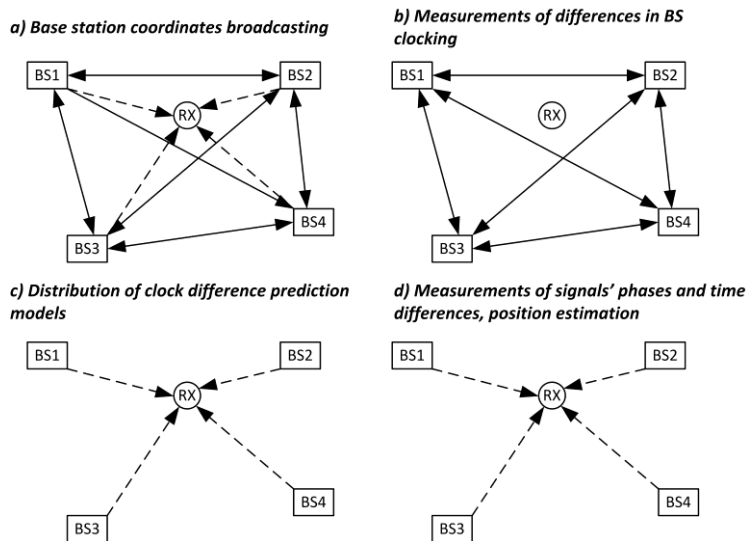 a) Base station coordinates broadcasting
b) Measurements of differences in BS
clocking
BS1
BS2
RX
BS3
BS4
BS1
BS2
RX
BS3
BS4
c) Distribution of clock difference prediction
models
d) Measurements of signals' phases and time
differences, position estimation
BS1
BS2
RX
BS3
BS4
BS1
BS2
RX
BS3
BS4